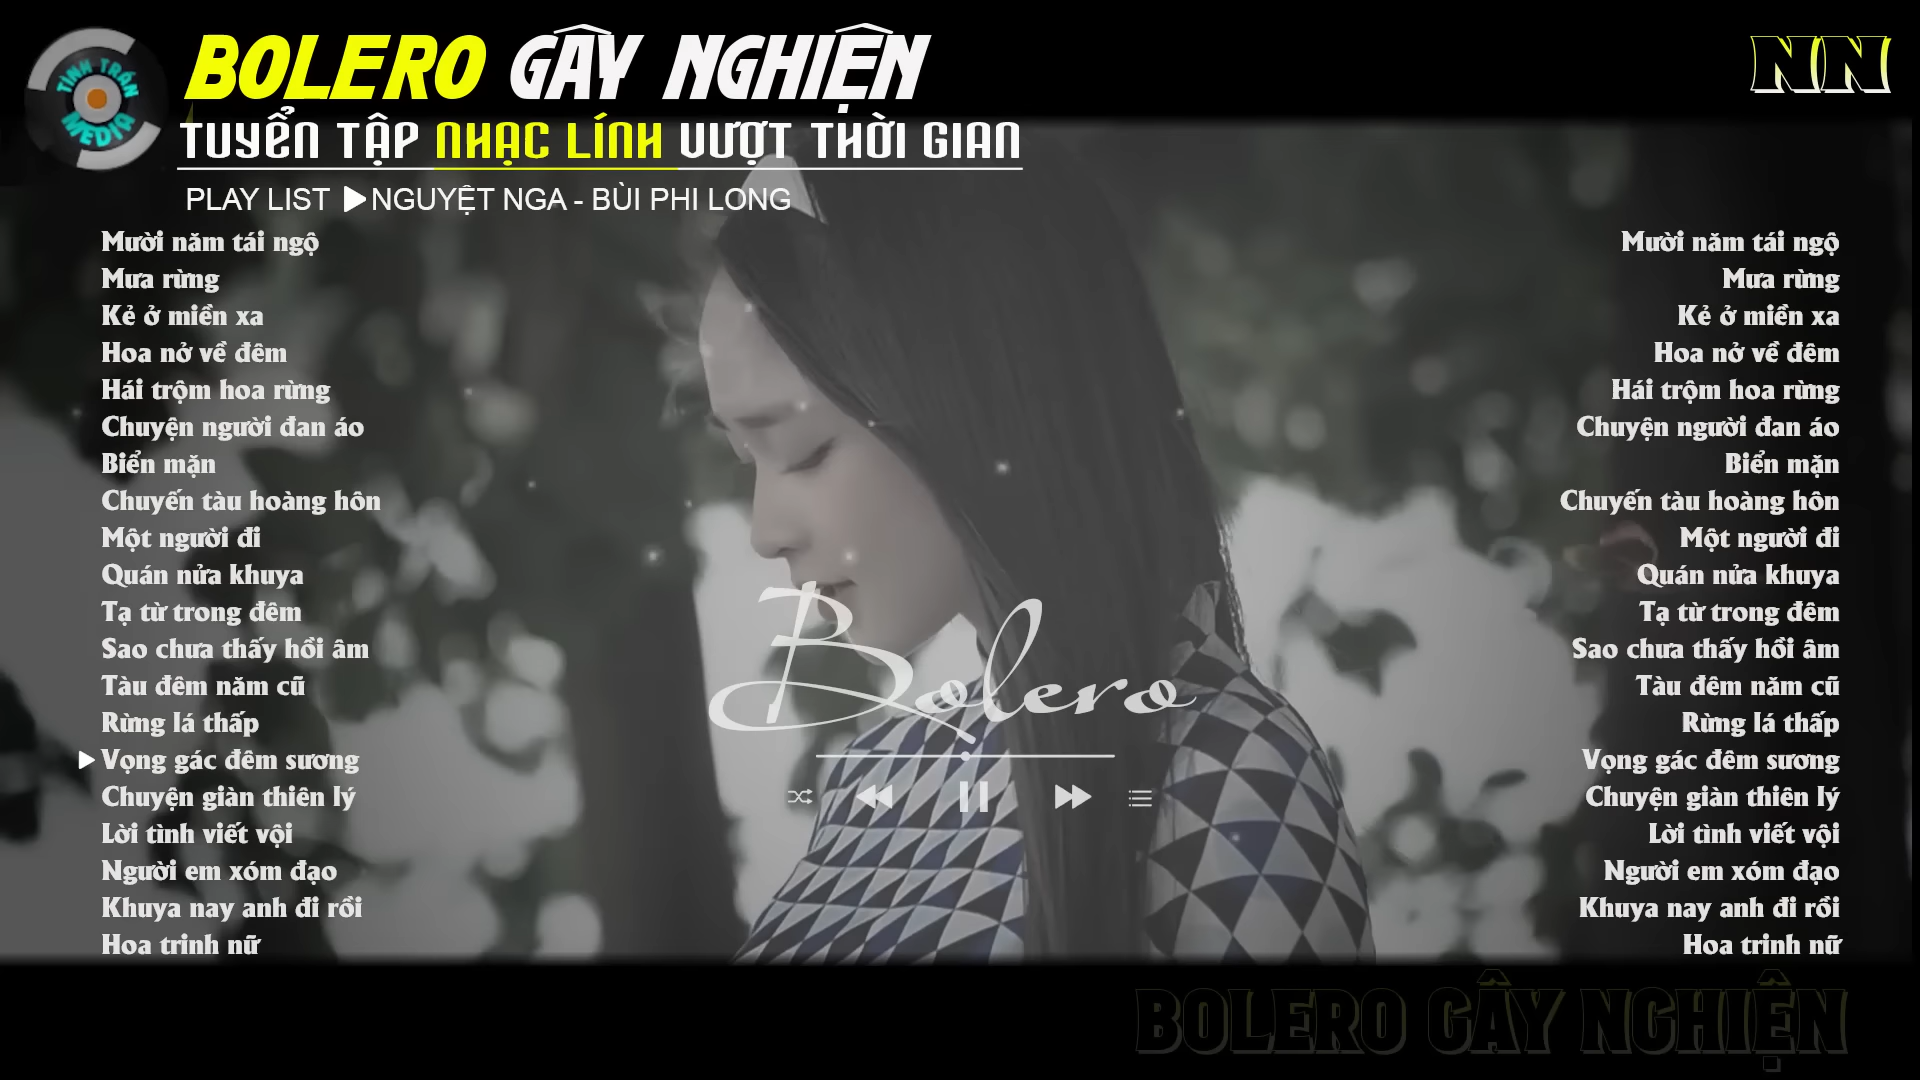 TÌNH TRẦN
MEDIA
BOLERO GÂY NGHIỆN
NN
TUYỂN TẬP NHẠC LÍNH VƯỢT THỜI GIAN
PLAY LIST NGUYỆT NGA - BÙI PHI LONG
Mười năm tái ngộ
Mưa rừng
Kẻ ở miền xa
Hoa nở về đêm
Hái trộm hoa rừng
Chuyện người đan áo
Biển mặn
Chuyến tàu hoàng hôn
Một người đi
Quán nửa khuya
Tạ từ trong đêm
Sao chưa thấy hồi âm
Tàu đêm năm cũ
Rừng lá thấp
Vọng gác đêm sương
Chuyện giàn thiên lý
Lời tình viết vội
Người em xóm đạo
Khuya nay anh đi rồi
Hoa trinh nữ
Bolero
Mười năm tái ngộ
Mưa rừng
Kẻ ở miền xa
Hoa nở về đêm
Hái trộm hoa rừng
Chuyện người đan áo
Biển mặn
Chuyến tàu hoàng hôn
Một người đi
Quán nửa khuya
Tạ từ trong đêm
Sao chưa thấy hồi âm
Tàu đêm năm cũ
Rừng lá thấp
Vọng gác đêm sương
Chuyện giàn thiên lý
Lời tình viết vội
Người em xóm đạo
Khuya nay anh đi rồi
Hoa trinh nữ
BOLERO GÂY NGHIỆN